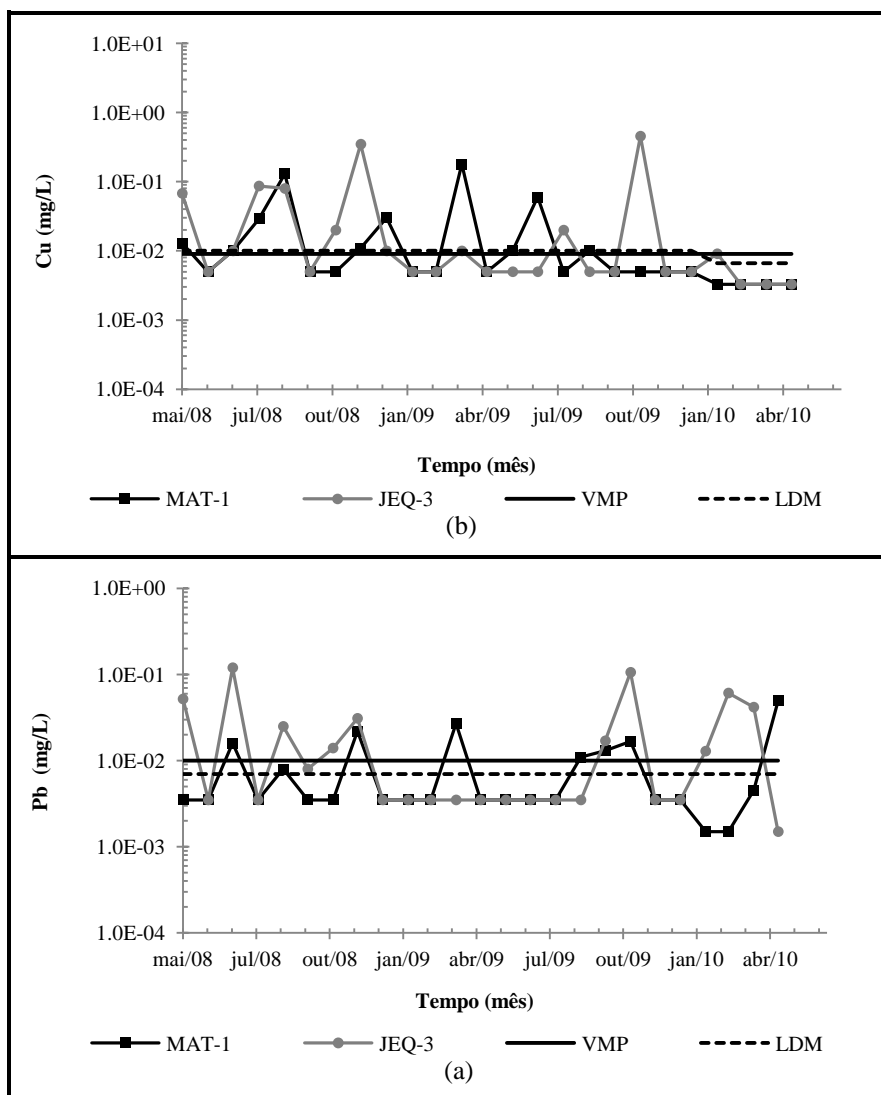 1.0E+01
1.0E+00
1.0E-01
1.0E-02
1.0E-03
1.0E-04
Cu (mg/L)
mai/08 jul/08 out/08 jan/09 abr/09 jul/09 out/09 jan/10 abr/10
Tempo (mês)
MAT-1 JEQ-3 VMP LDM
(b)
1.0E+00
1.0E-01
1.0E-02
1.0E-03
1.0E-04
Pb (mg/L)
mai/08 jul/08 out/08 jan/09 abr/09 jul/09 out/09 jan/10 abr/10
Tempo (mês)
MAT-1 JEQ-3 VMP LDM
(a)